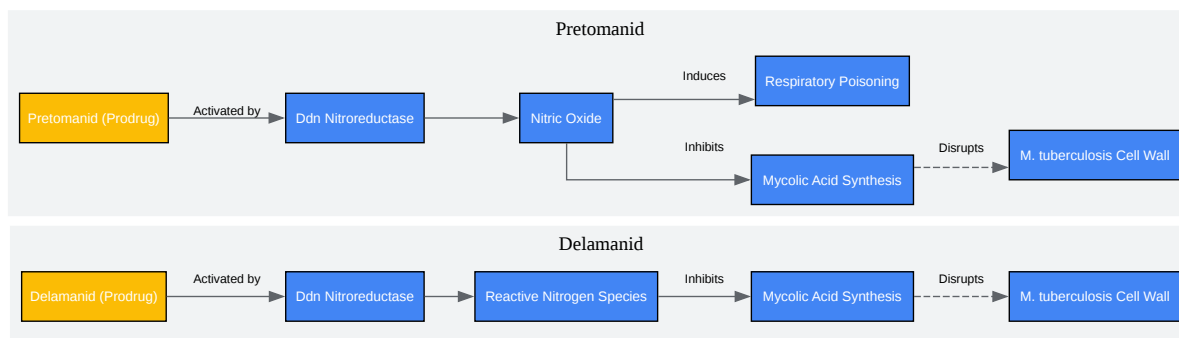 Pretomanid
Induces
Respiratory Poisoning
Pretomanid (Prodrug)
Activated by
Ddn Nitroreductase
Nitric Oxide
Inhibits
Mycolic Acid Synthesis
Disrupts
M. tuberculosis Cell Wall
Delamanid
Delamanid (Prodrug)
Activated by
Ddn Nitroreductase
Reactive Nitrogen Species
Inhibits
Mycolic Acid Synthesis
Disrupts
M. tuberculosis Cell Wall